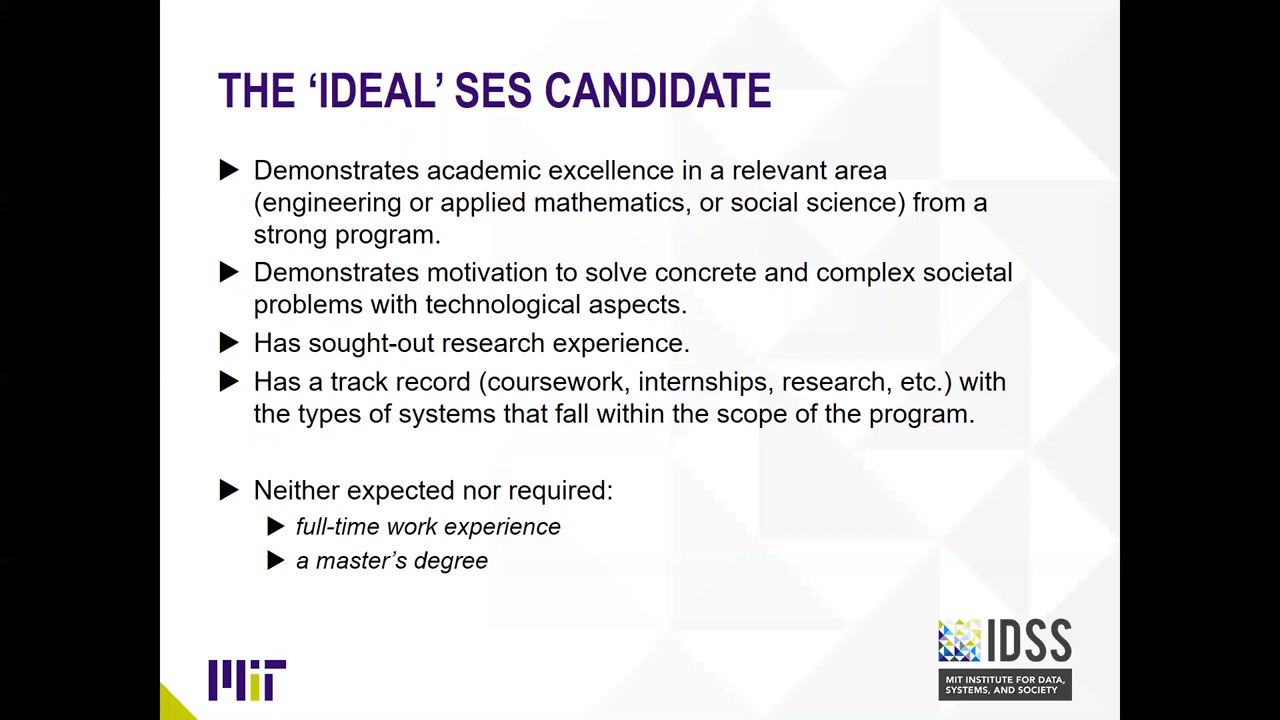 THE ‘IDEAL’ SES CANDIDATE
Demonstrates academic excellence in a relevant area
(engineering or applied mathematics, or social science) from a
strong program.
Demonstrates motivation to solve concrete and complex societal
problems with technological aspects.
Has sought-out research experience.
Has a track record (coursework, internships, research, etc.) with
the types of systems that fall within the scope of the program.
Neither expected nor required:
full-time work experience
a master’s degree
MIT
IDSS
MIT INSTITUTE FOR DATA,
SYSTEMS, AND SOCIETY